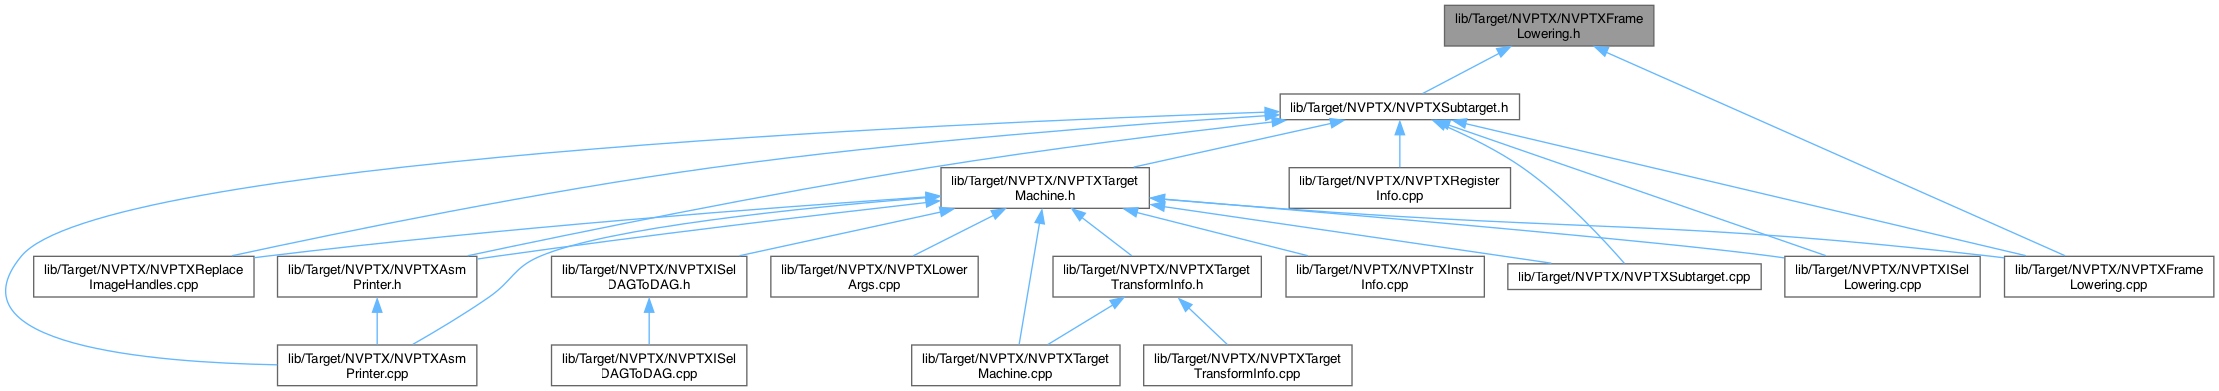 lib/Target/NVPTX/NVPTXFrame
Lowering.h
lib/Target/NVPTX/NVPTXSubtarget.h
lib/Target/NVPTX/NVPTXTarget
Machine.h
lib/Target/NVPTX/NVPTXRegister
Info.cpp
lib/Target/NVPTX/NVPTXReplace
ImageHandles.cpp
lib/Target/NVPTX/NVPTXAsm
Printer.h
lib/Target/NVPTX/NVPTXISel
DAGToDAG.h
lib/Target/NVPTX/NVPTXLower
Args.cpp
lib/Target/NVPTX/NVPTXTarget
TransformInfo.h
lib/Target/NVPTX/NVPTXInstr
Info.cpp
lib/Target/NVPTX/NVPTXSubtarget.cpp
lib/Target/NVPTX/NVPTXISel
Lowering.cpp
lib/Target/NVPTX/NVPTXFrame
Lowering.cpp
lib/Target/NVPTX/NVPTXAsm
Printer.cpp
lib/Target/NVPTX/NVPTXISel
DAGToDAG.cpp
lib/Target/NVPTX/NVPTXTarget
Machine.cpp
lib/Target/NVPTX/NVPTXTarget
TransformInfo.cpp